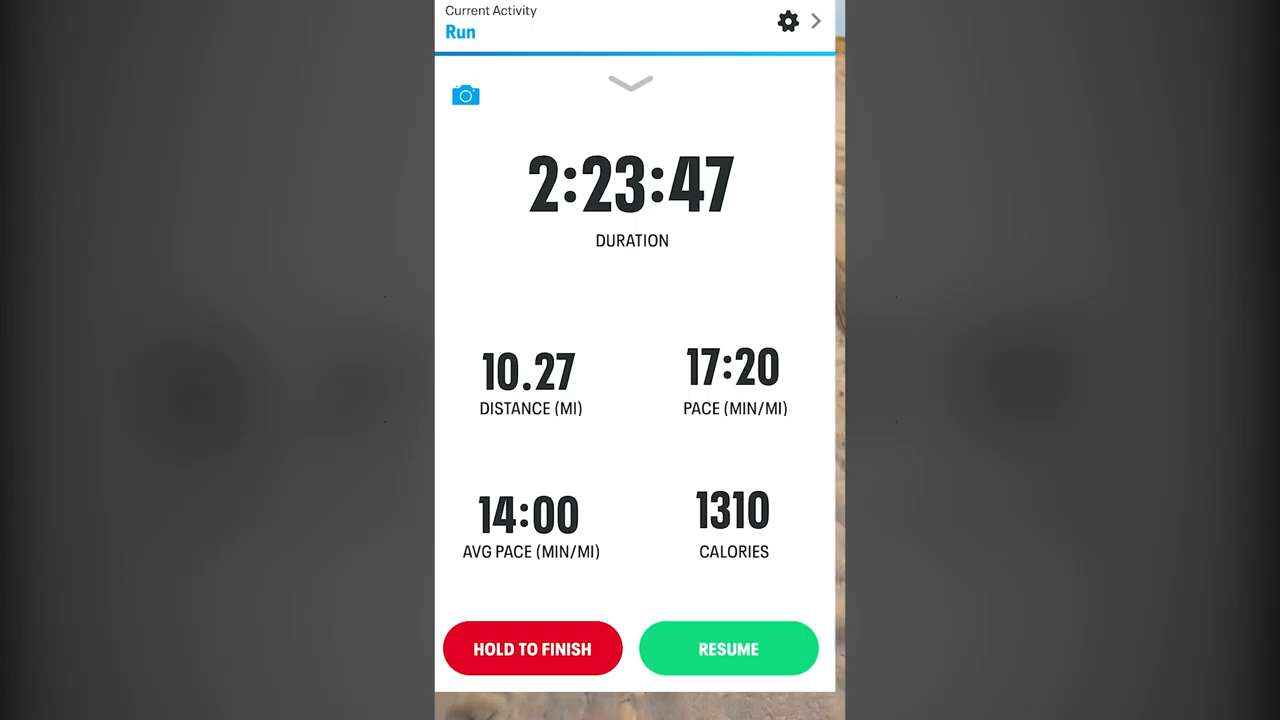 Current Activity
Run
2:23:47
DURATION
10.27
DISTANCE (MI)
17:20
PACE (MIN/MI)
14:00
AVG PACE (MIN/MI)
1310
CALORIES
HOLD TO FINISH
RESUME